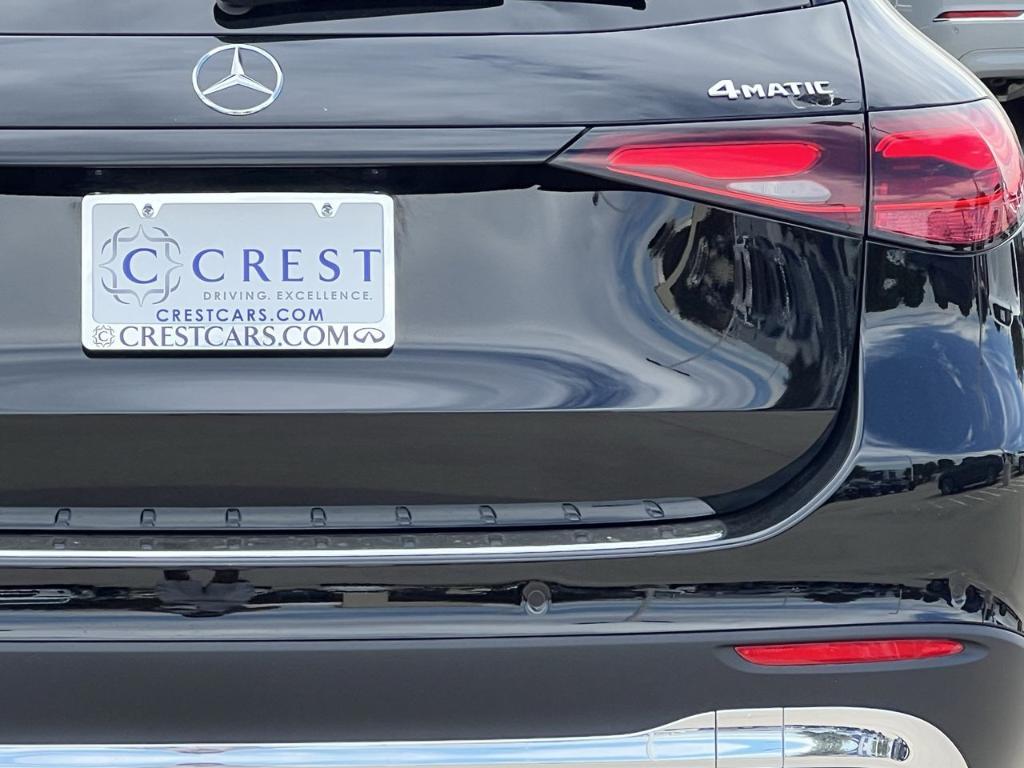 4MATIC
C CREST
DRIVING. EXCELLENCE.
CRESTCARS.COM
C CRESTCARS.COM